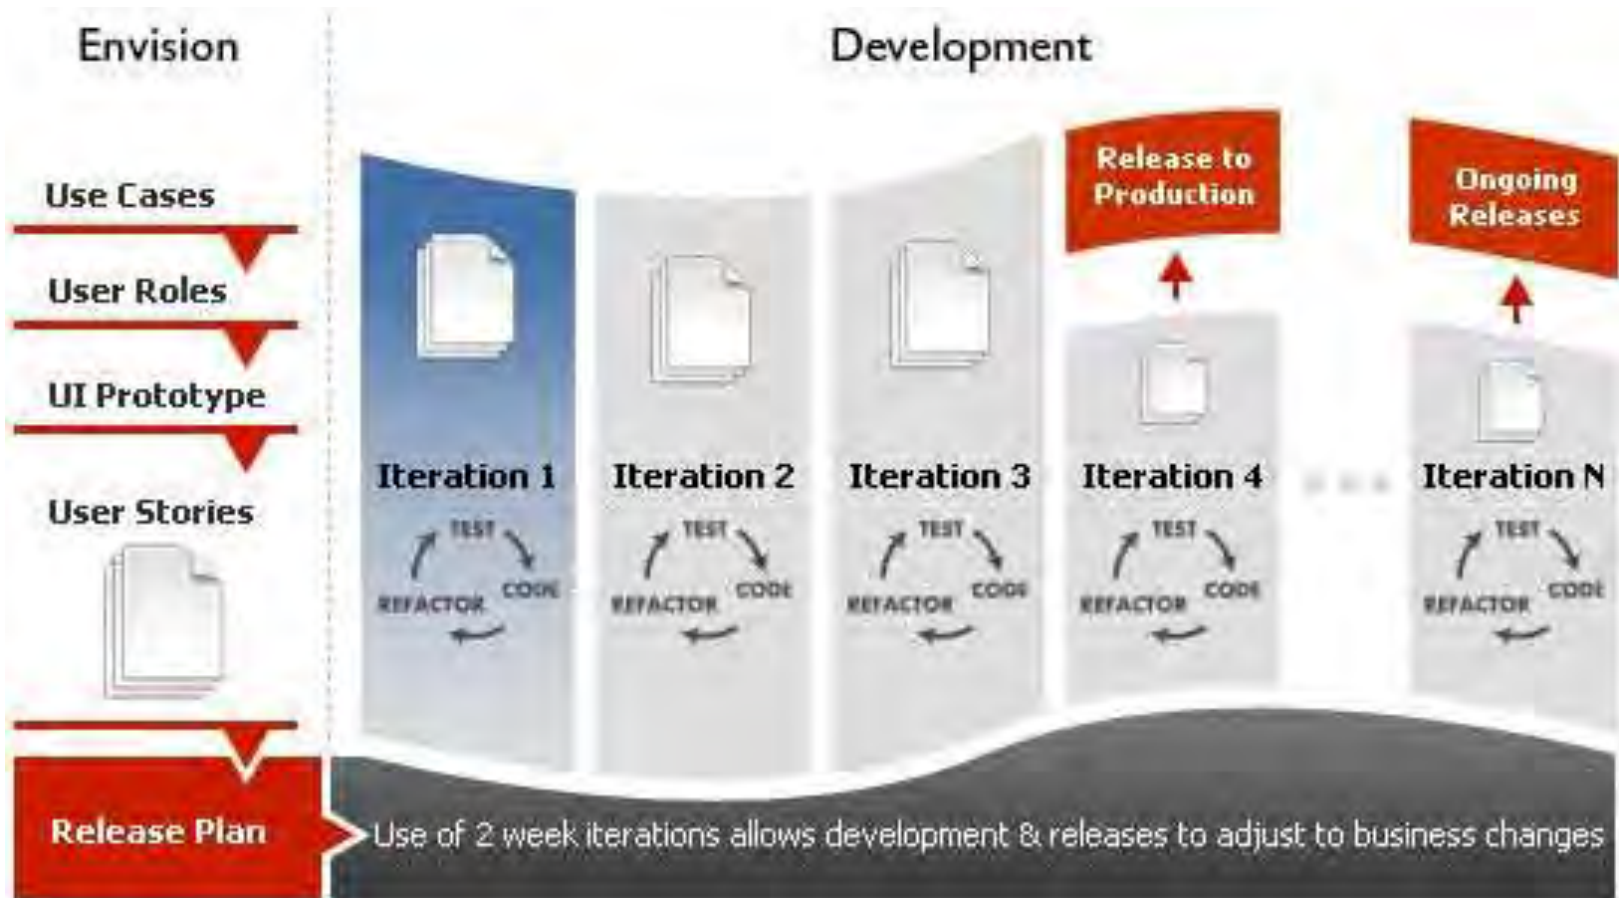 Envision
Development
Use Cases
User Roles
UI Prototype
User Stories
Release Plan
Release to
Production
Ongoing
Releases
Iteration 1
Iteration 2
Iteration 3
Iteration 4
Iteration N
TEST
CODE
REFACTOR
TEST
CODE
REFACTOR
TEST
CODE
REFACTOR
TEST
CODE
REFACTOR
TEST
CODE
REFACTOR
Use of 2 week iterations allows development & releases to adjust to business changes